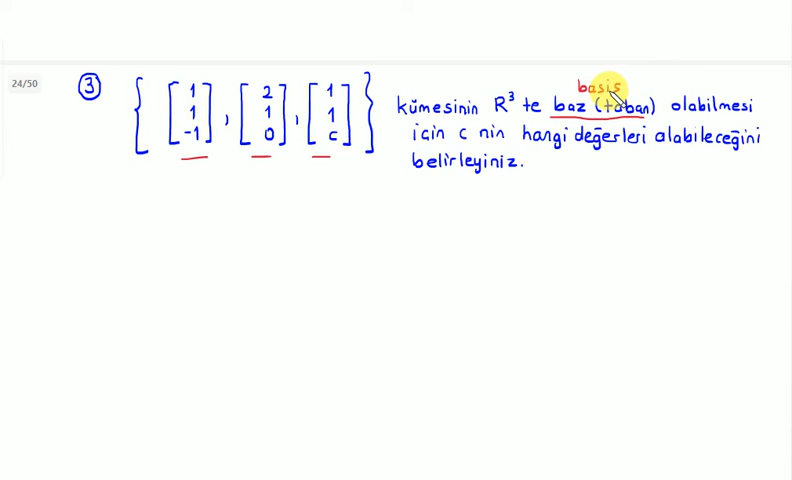 24/50
basis
3 { [ 1 1 -1 ] , [ 2 1 0 ] , [ 1 1 c ] } kümesinin R³ te baz (taban) olabilmesi
için c nin hangi değerleri alabileceğini
belirleyiniz.